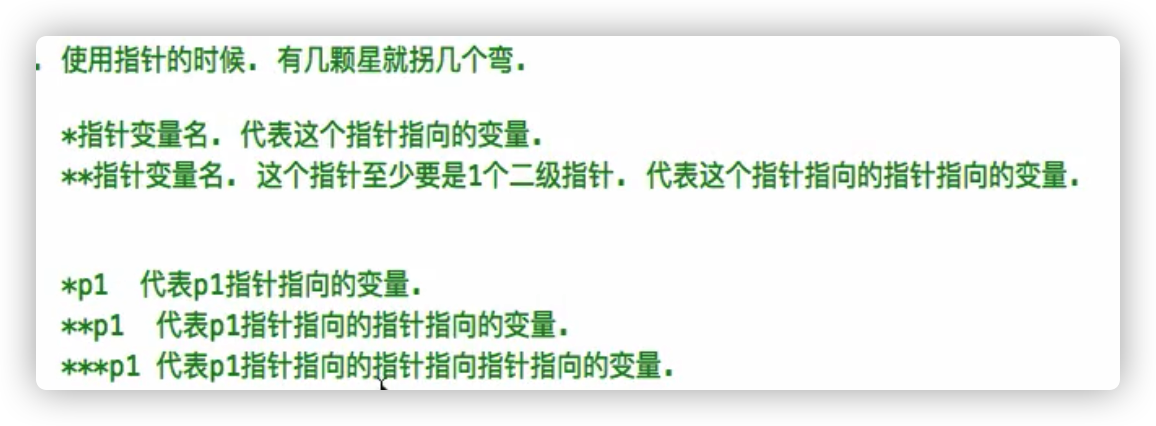 . 使用指针的时候. 有几颗星就拐几个弯.
*指针变量名. 代表这个指针指向的变量.
**指针变量名. 这个指针至少要是1个二级指针. 代表这个指针指向的指针指向的变量.
*p1 代表p1指针指向的变量.
**p1 代表p1指针指向的指针指向的变量.
***p1 代表p1指针指向的指针指向指针指向的变量.